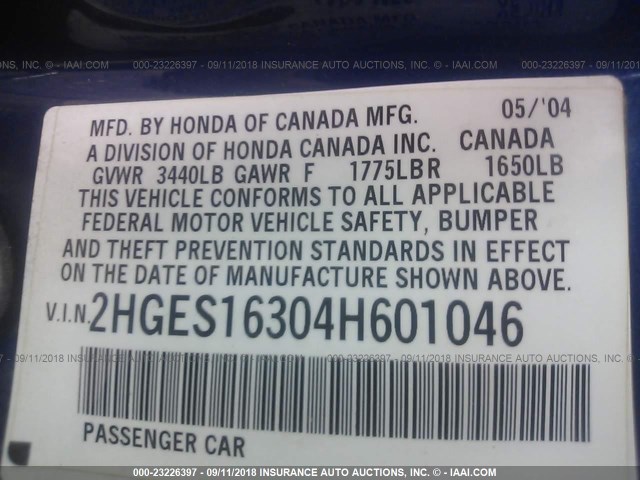 000-23226397 - 09/11/2018 INSURANCE AUTO AUCTIONS, INC. - © IAAI.COM
MFD. BY HONDA OF CANADA MFG. 05/'04
A DIVISION OF HONDA CANADA INC. CANADA
GVWR 3440LB GAWR F 1775LB R 1650LB
THIS VEHICLE CONFORMS TO ALL APPLICABLE
FEDERAL MOTOR VEHICLE SAFETY, BUMPER
AND THEFT PREVENTION STANDARDS IN EFFECT
ON THE DATE OF MANUFACTURE SHOWN ABOVE.
V.I.N. 2HGES16304H601046
PASSENGER CAR
000-23226397 - 09/11/2018 INSURANCE AUTO AUCTIONS, INC. - © IAAI.COM